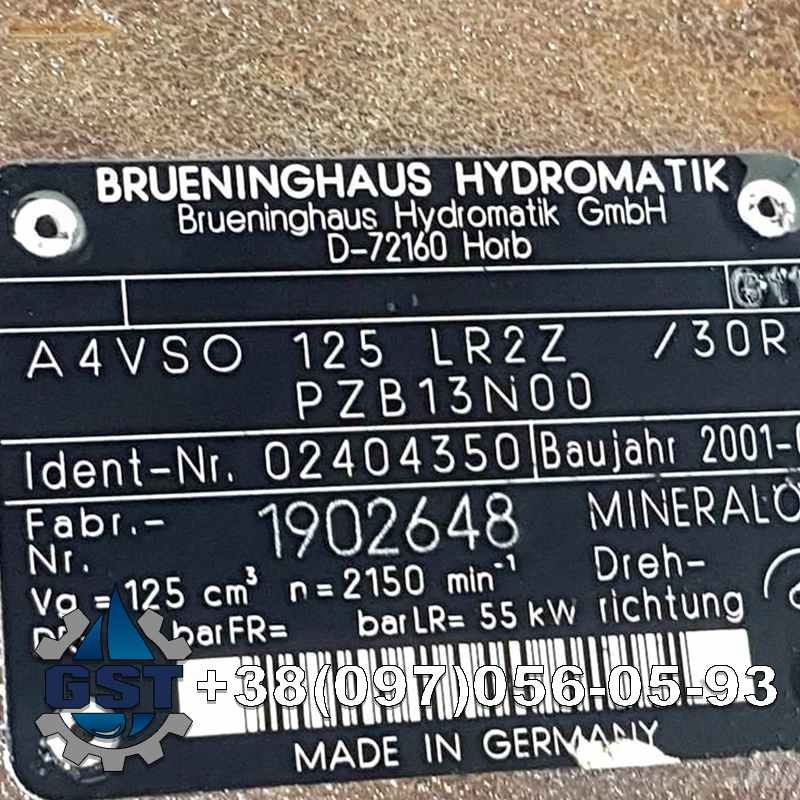 BRUENINGHAUS HYDROMATIK
Brueninghaus Hydromatik GmbH
D-72160 Horb
A4VSO 125 LR2Z /30R
PZB13N00
Ident-Nr. 02404350 Baujahr 2001-
Fabr.-Nr. 1902648 MINERALÖ
Vg = 125 cm³ n = 2150 min⁻¹ Dreh-
bar FR= bar LR= 55 kW richtung
GST +38(097)056-05-93
MADE IN GERMANY